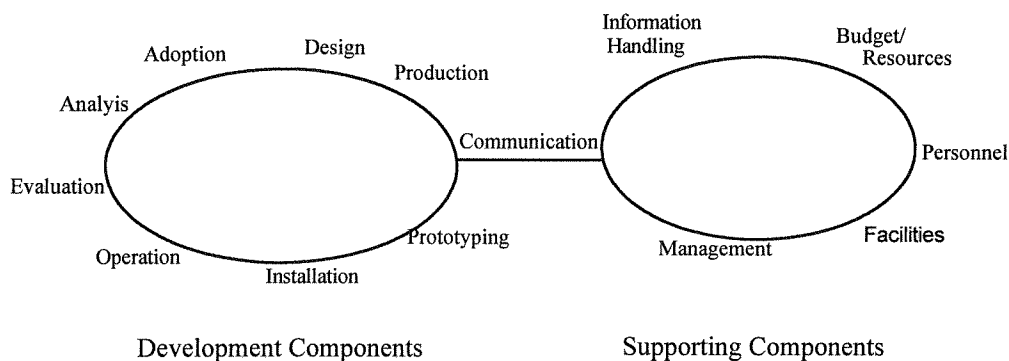 Information
Handling
Budget/
Resources
Adoption
Design
Production
Analyis
Communication
Personnel
Evaluation
Prototyping
Facilities
Operation
Installation
Management
Development Components
Supporting Components